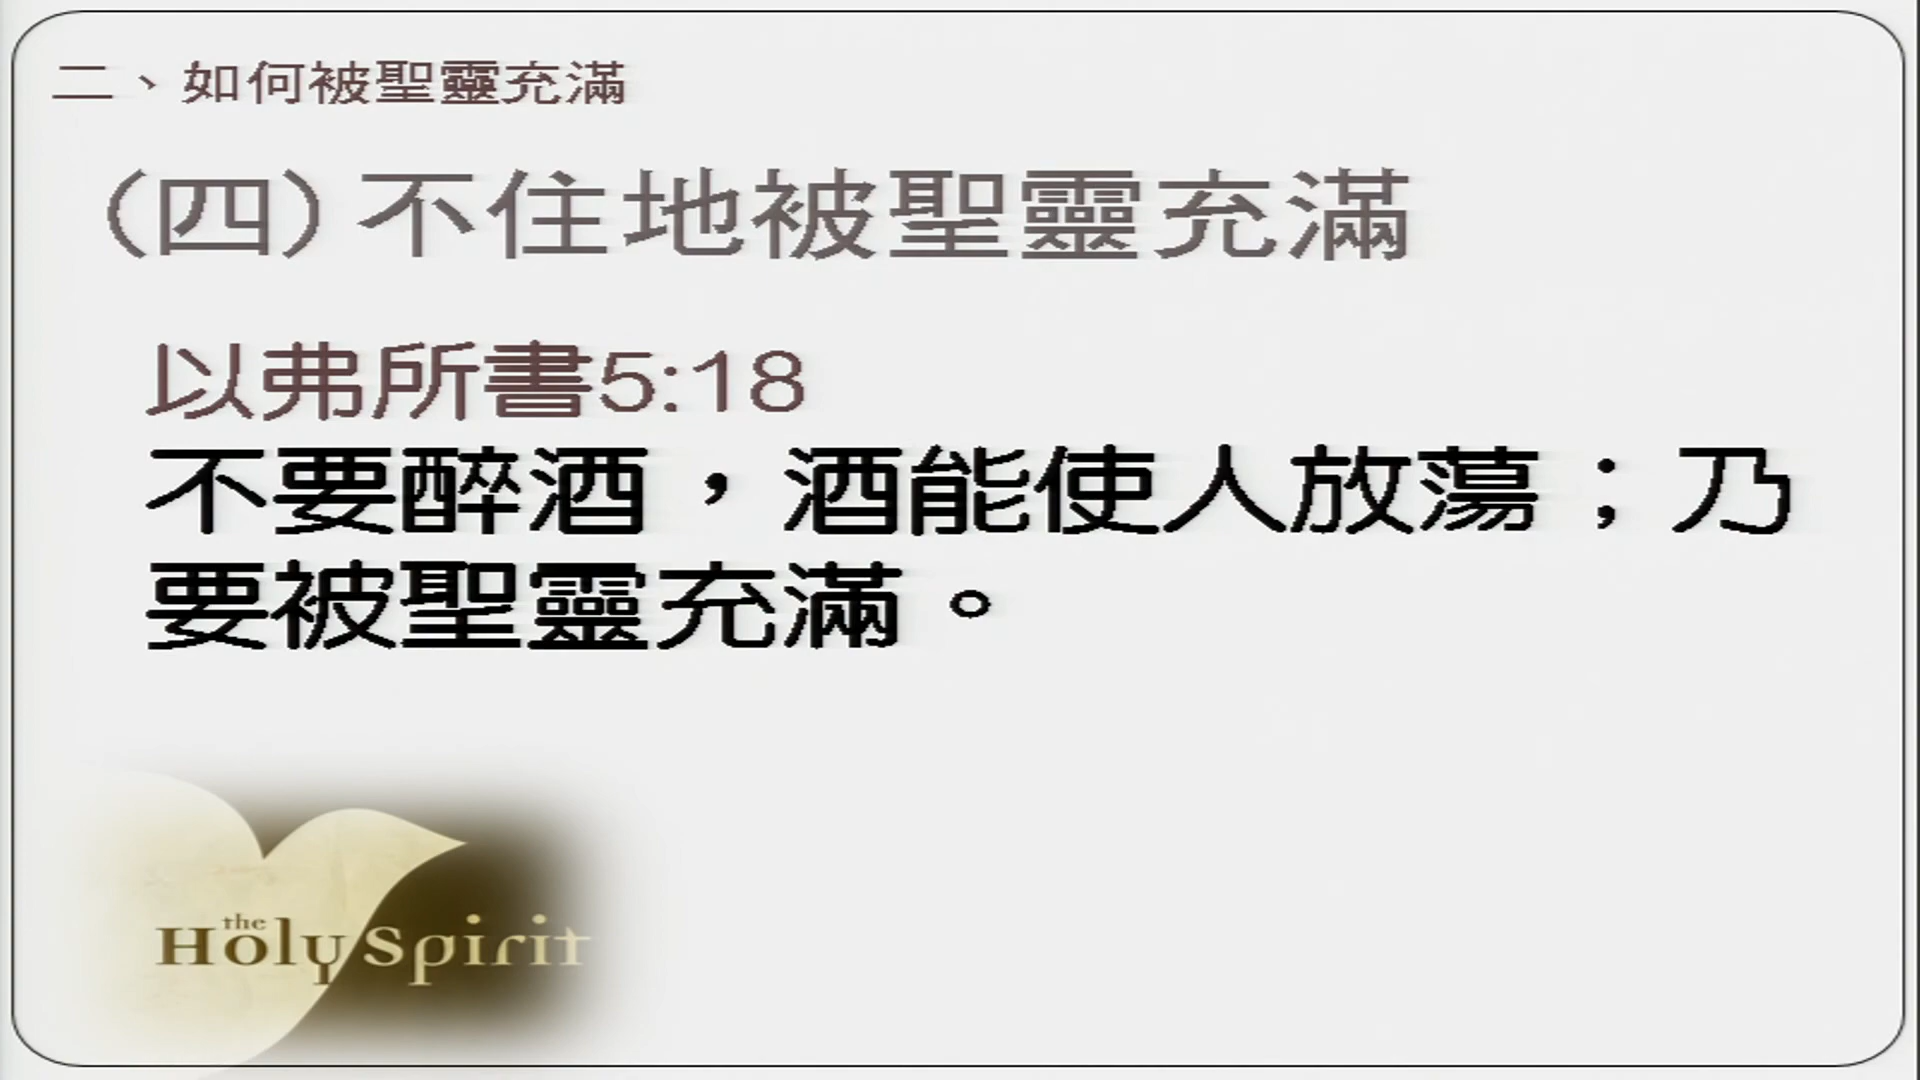 二、如何被聖靈充滿
(四)不住地被聖靈充滿
以弗所書5:18
不要醉酒，酒能使人放蕩；乃
要被聖靈充滿。
the
Holy Spirit